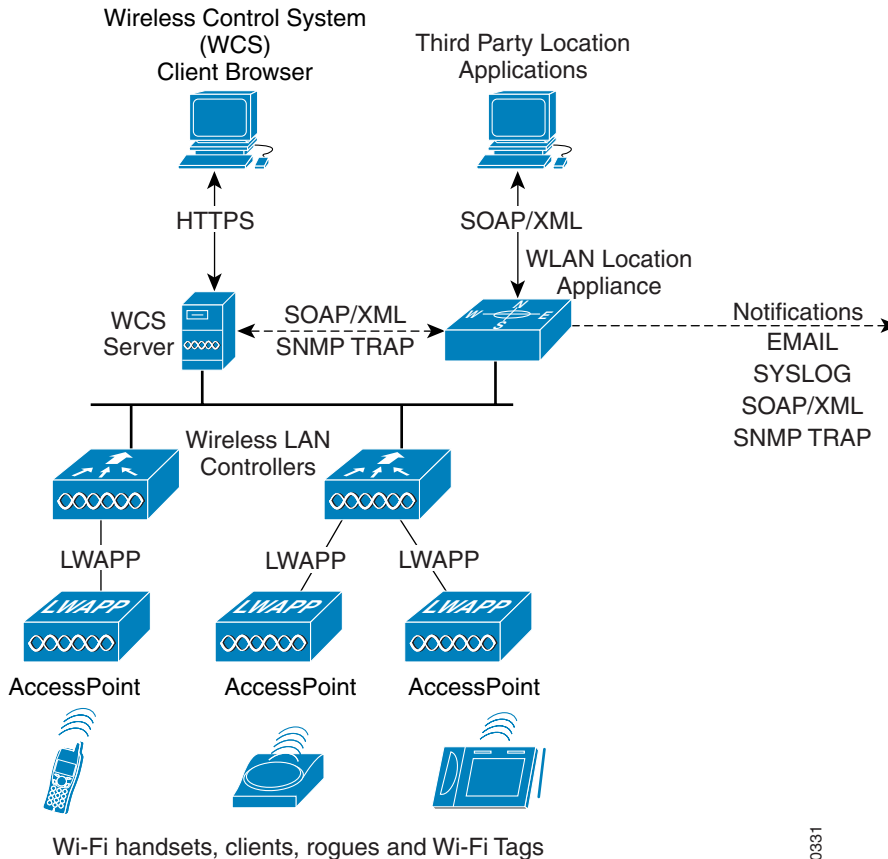 Wireless Control System
(WCS)
Client Browser
Third Party Location
Applications
HTTPS
SOAP/XML
WLAN Location
Appliance
N
W
E
S
WCS
Server
SOAP/XML
SNMP TRAP
Notifications
EMAIL
SYSLOG
SOAP/XML
SNMP TRAP
Wireless LAN
Controllers
LWAPP
LWAPP
LWAPP
LWAPP
LWAPP
LWAPP
AccessPoint
AccessPoint
AccessPoint
Wi-Fi handsets, clients, rogues and Wi-Fi Tags
0331